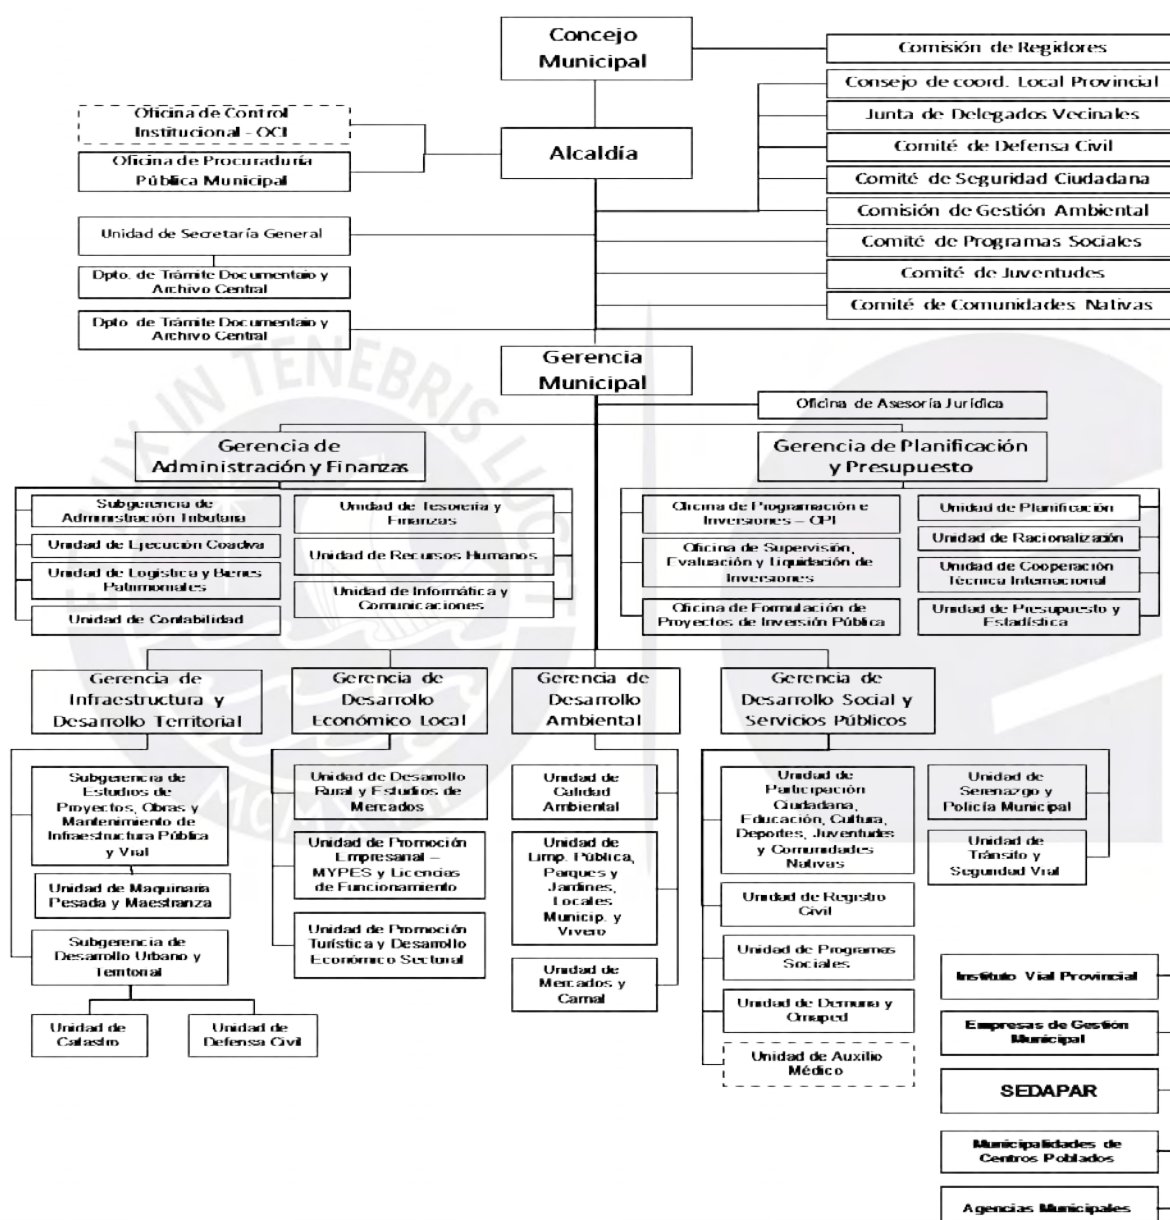 Concejo
Municipal
Comisión de Regidores
Consejo de coord. Local Provincial
Junta de Delegados Vecinales
Comité de Defensa Civil
Comité de Seguridad Ciudadana
Comisión de Gestión Ambiental
Comité de Programas Sociales
Comité de Juventudes
Comité de Comunidades Nativas
Oficina de Control
Institucional - OCI
Oficina de Procuraduría
Pública Municipal
Alcaldía
Unidad de Secretaría General
Dpto. de Trámite Documentaio y
Archivo Central
Dpto. de Trámite Documentaio y
Archivo Central
Gerencia
Municipal
Oficina de Asesoría Jurídica
Gerencia de
Administración y Finanzas
Subgerencia de
Administración Tributaria
Unidad de Ejecución Coactiva
Unidad de Logística y Bienes
Patrimoniales
Unidad de Contabilidad
Unidad de Tesorería y
Finanzas
Unidad de Recursos Humanos
Unidad de Informática y
Comunicaciones
Gerencia de Planificación
y Presupuesto
Oficina de Programación e
Inversiones – OPI
Oficina de Supervisión,
Evaluación y Liquidación de
Inversiones
Oficina de Formulación de
Proyectos de Inversión Pública
Unidad de Planificación
Unidad de Racionalización
Unidad de Cooperación
Técnica Internacional
Unidad de Presupuesto y
Estadística
Gerencia de
Infraestructura y
Desarrollo Territorial
Subgerencia de
Estudios de
Proyectos, Obras y
Mantenimiento de
Infraestructura Pública
y Vial
Unidad de Maquinaria
Pesada y Maestranza
Subgerencia de
Desarrollo Urbano y
Territorial
Unidad de
Catastro
Unidad de
Defensa Civil
Gerencia de
Desarrollo
Económico Local
Unidad de Desarrollo
Rural y Estudios de
Mercados
Unidad de Promoción
Empresarial –
MYPES y Licencias
de Funcionamiento
Unidad de Promoción
Turística y Desarrollo
Económico Sectural
Gerencia de
Desarrollo
Ambiental
Unidad de
Calidad
Ambiental
Unidad de
Limp. Pública,
Parques y
Jardines,
Locales
Municip. y
Vivero
Unidad de
Mercados y
Camal
Gerencia de
Desarrollo Social y
Servicios Públicos
Unidad de
Participación
Ciudadana,
Educación, Cultura,
Deportes, Juventudes
y Comunidades
Nativas
Unidad de Registro
Civil
Unidad de Programas
Sociales
Unidad de Demuna y
Omaped
Unidad de Auxilio
Médico
Unidad de
Serenazgo y
Policía Municipal
Unidad de
Tránsito y
Seguridad Vial
Instituto Vial Provincial
Empresas de Gestión
Municipal
SEDAPAR
Municipalidades de
Centros Poblados
Agencias Municipales
IN TENEBRIS LUCET